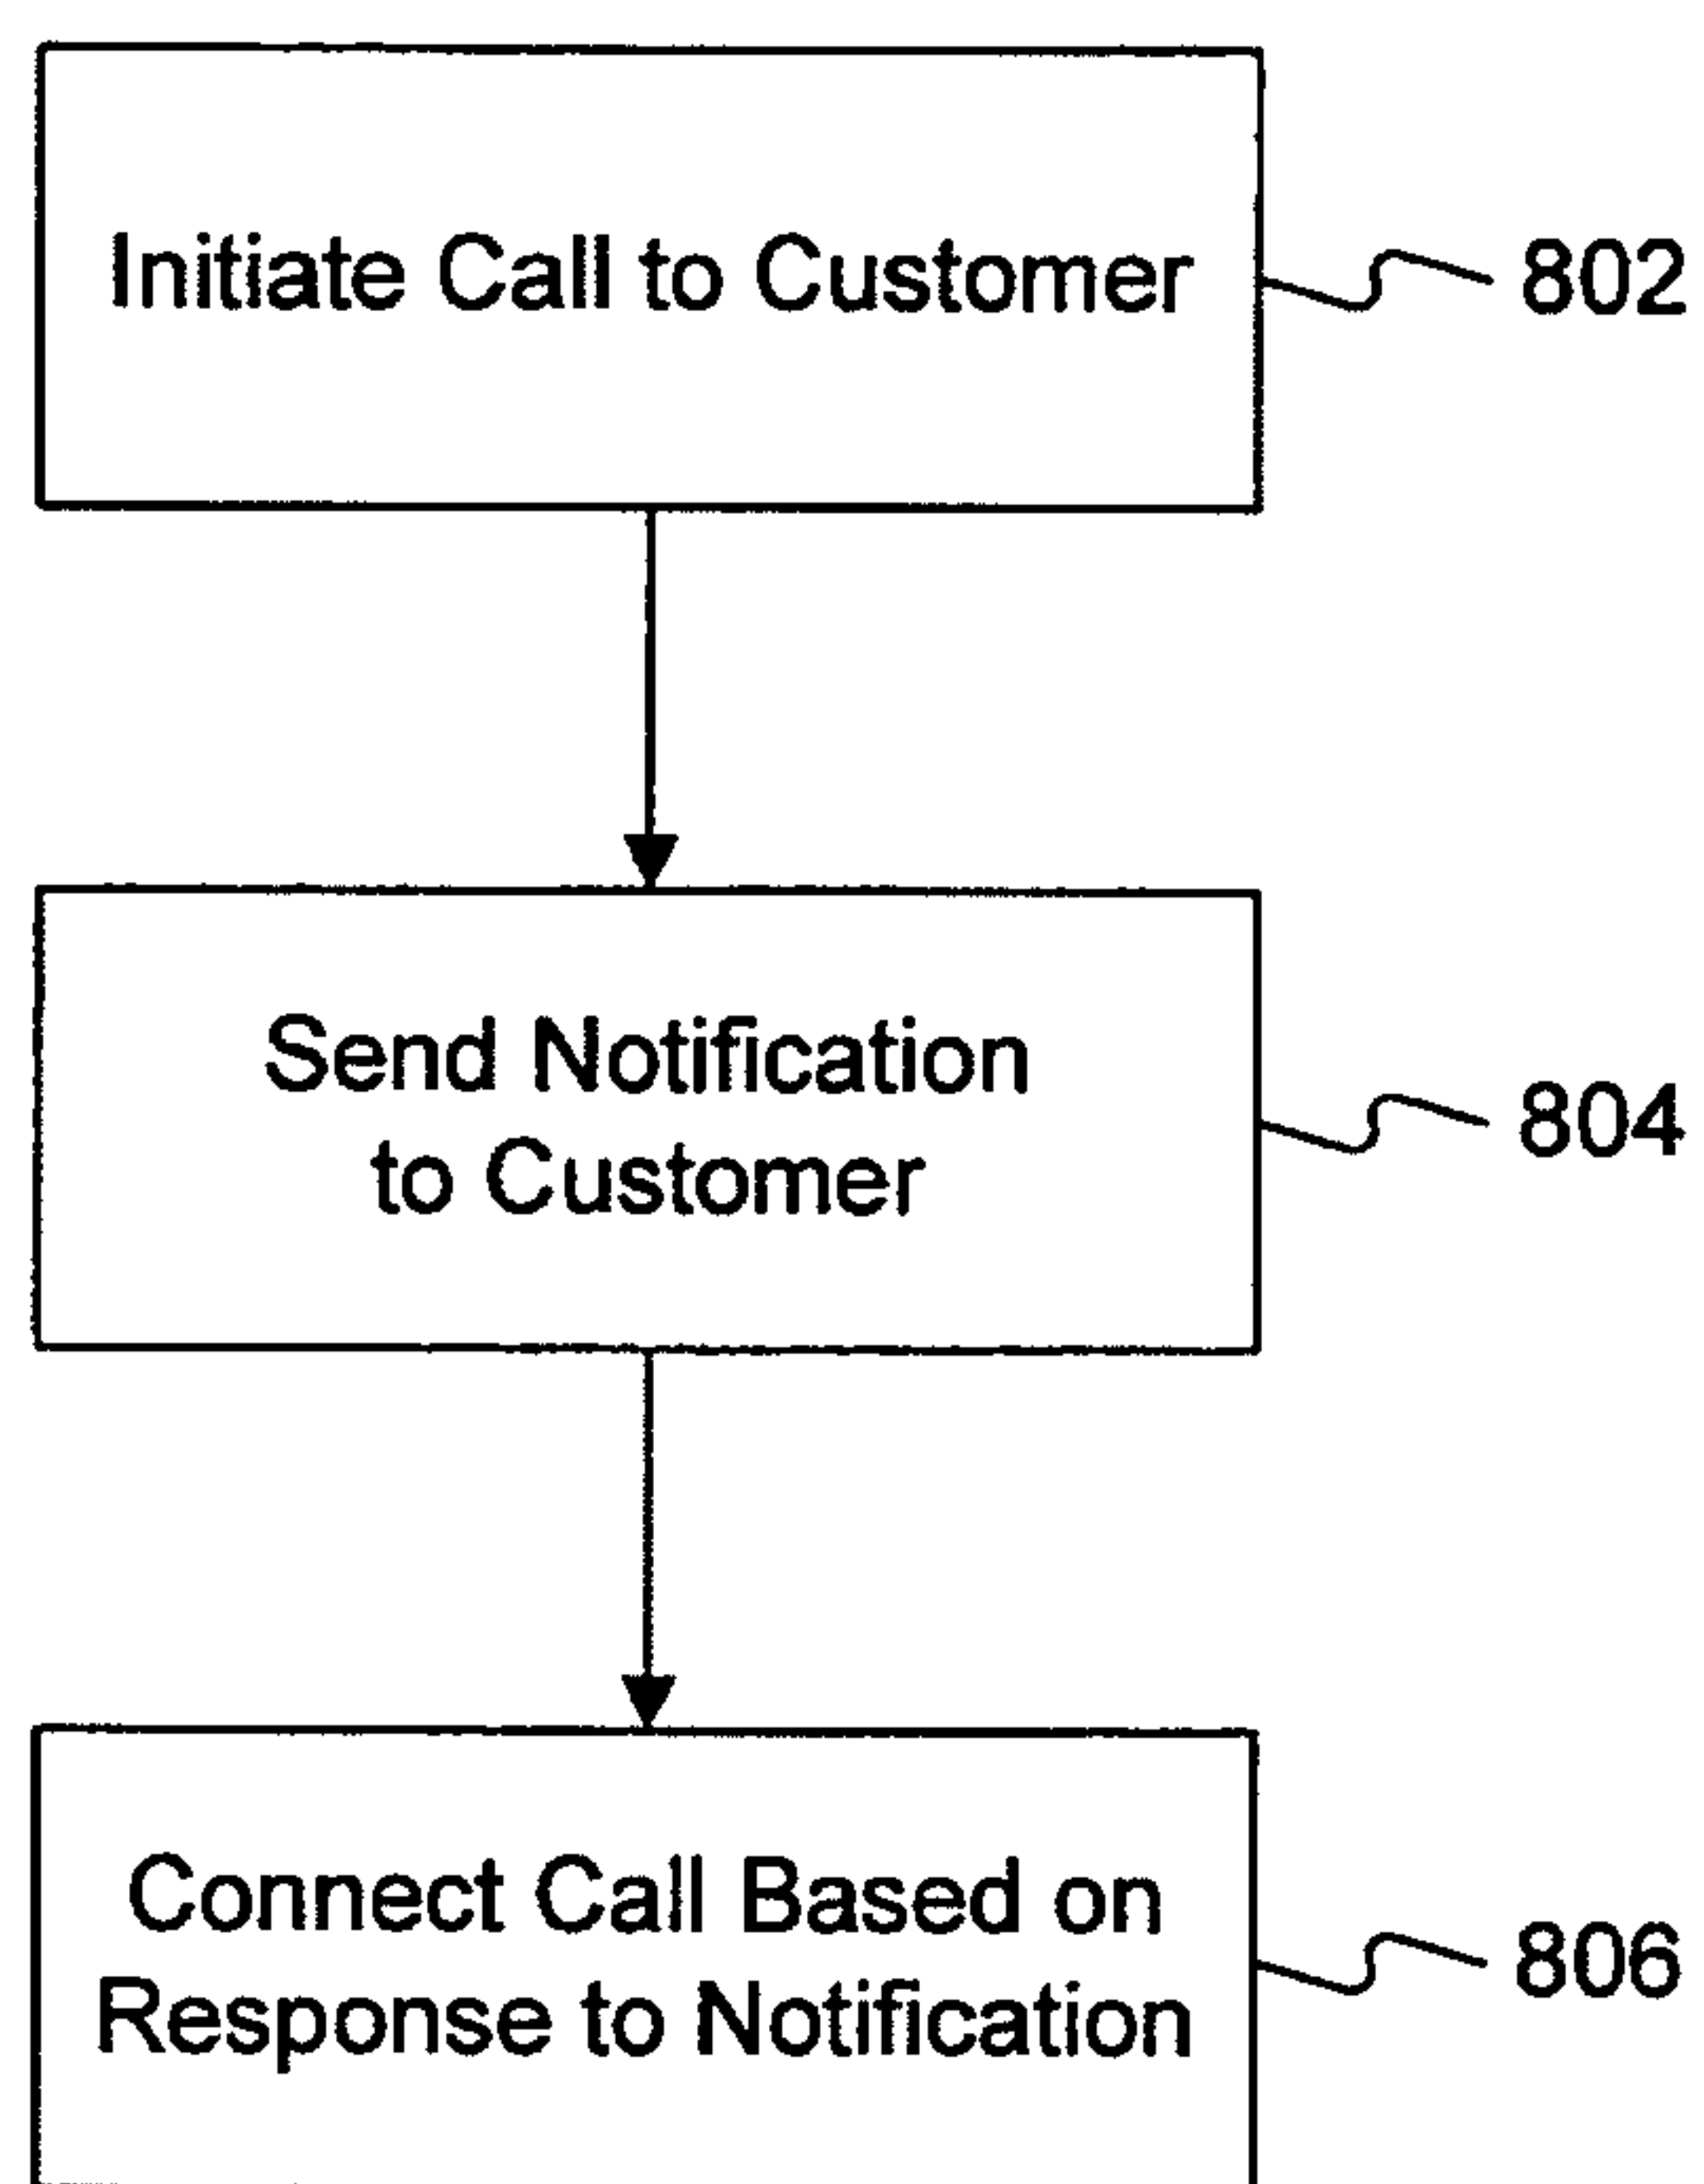 Initiate Call to Customer
802
Send Notification
to Customer
804
Connect Call Based on
Response to Notification
806